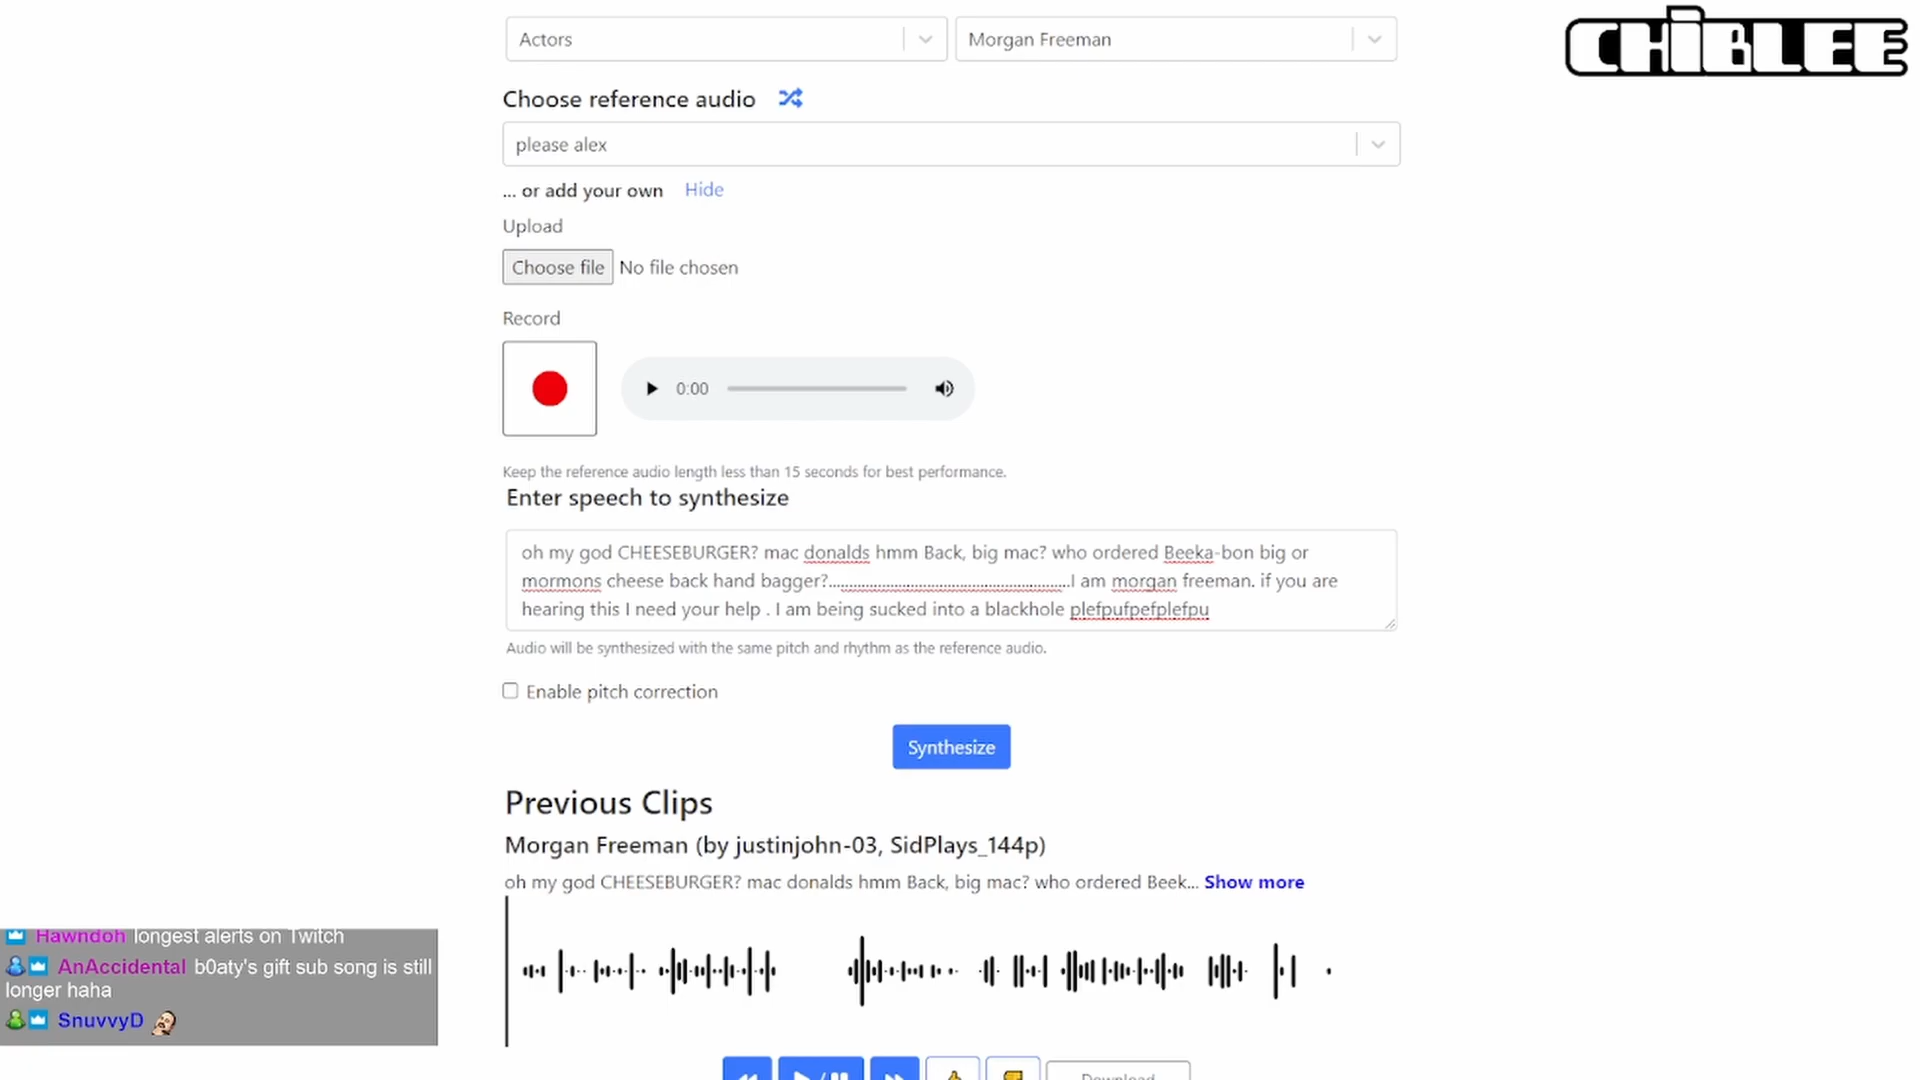 Actors
Morgan Freeman
CHiBLEE
Choose reference audio
please alex
... or add your own Hide
Upload
Choose file No file chosen
Record
0:00
Keep the reference audio length less than 15 seconds for best performance.
Enter speech to synthesize
oh my god CHEESEBURGER? mac donalds hmm Back, big mac? who ordered Beeka-bon big or
mormons cheese back hand bagger?..................................................I am morgan freeman. if you are
hearing this I need your help . I am being sucked into a blackhole plefpufpefplefpu
Audio will be synthesized with the same pitch and rhythm as the reference audio.
Enable pitch correction
Synthesize
Previous Clips
Morgan Freeman (by justinjohn-03, SidPlays_144p)
oh my god CHEESEBURGER? mac donalds hmm Back, big mac? who ordered Beek... Show more
Hawndoh longest alerts on Twitch
AnAccidental b0aty's gift sub song is still
longer haha
SnuvvyD
Download